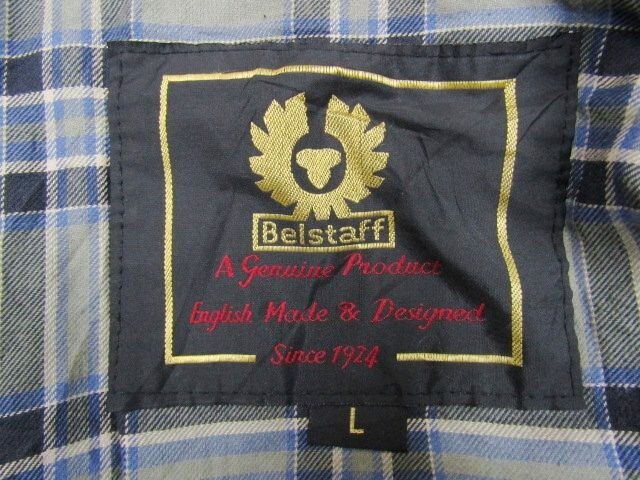 Belstaff
A Genuine Product
English Made & Designed
Since 1924
L